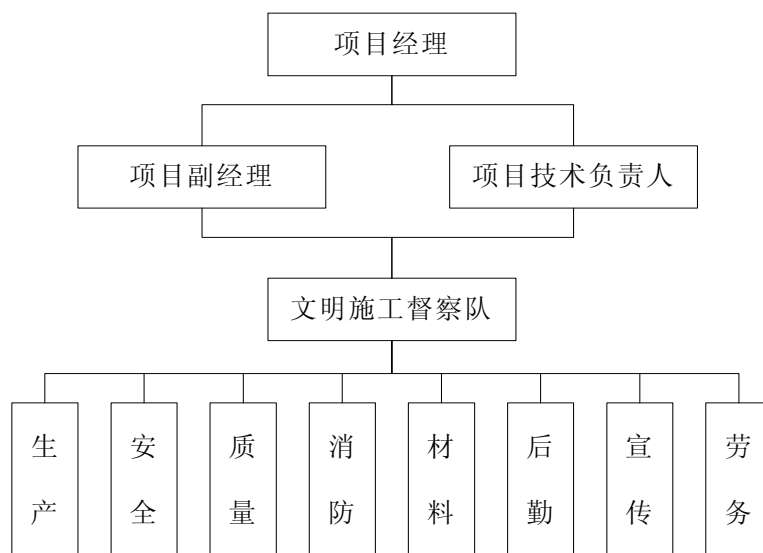 项目经理
项目副经理
项目技术负责人
文明施工督察队
生产
安全
质量
消防
材料
后勤
宣传
劳务